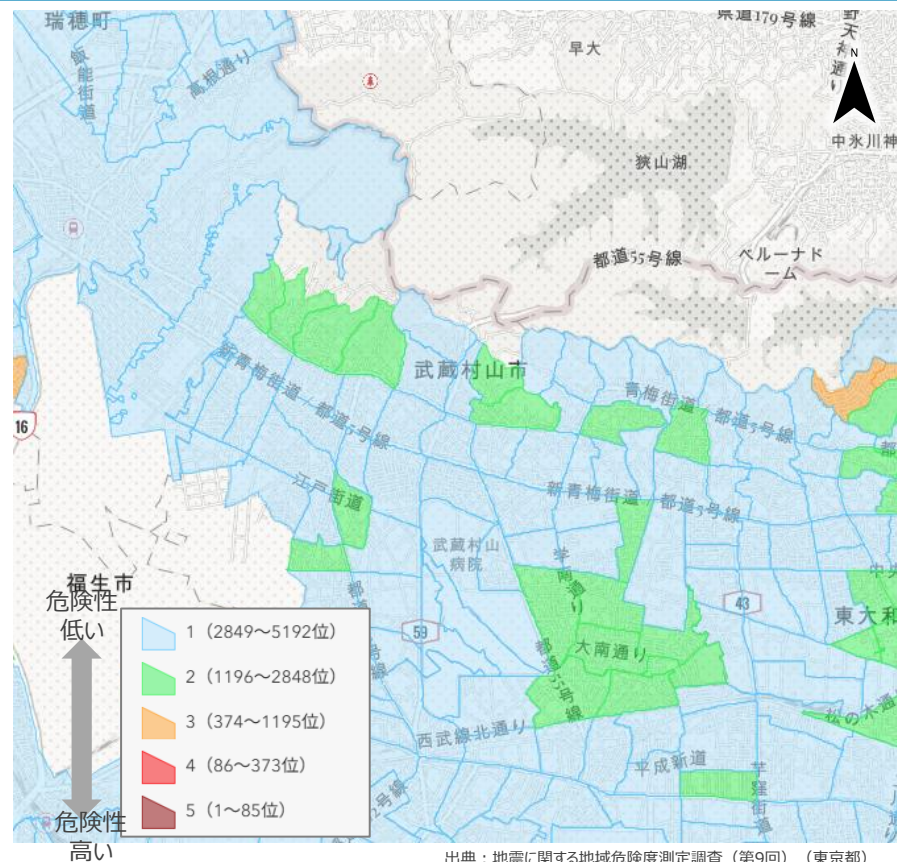 瑞穂町
飯能街道
高根通り
県道179号線
早大
N
中氷川神
狭山湖
都道55号線
ベルーナド
ーム
武蔵村山市
青梅街道
都道5号線
新青梅街道
都道5号線
16
江戸街道
新青梅街道
都道5号線
武蔵村山
病院
学南通り
福生市
43
東大和
59
大南通り
都道55号線
松の木通
西武線北通り
平成新道
芋窪街道
危険性
低い
1（2849～5192位）
2（1196～2848位）
3（374～1195位）
4（86～373位）
5（1～85位）
危険性
高い
出典：地震に関する地域危険度測定調査（第9回）（東京都）